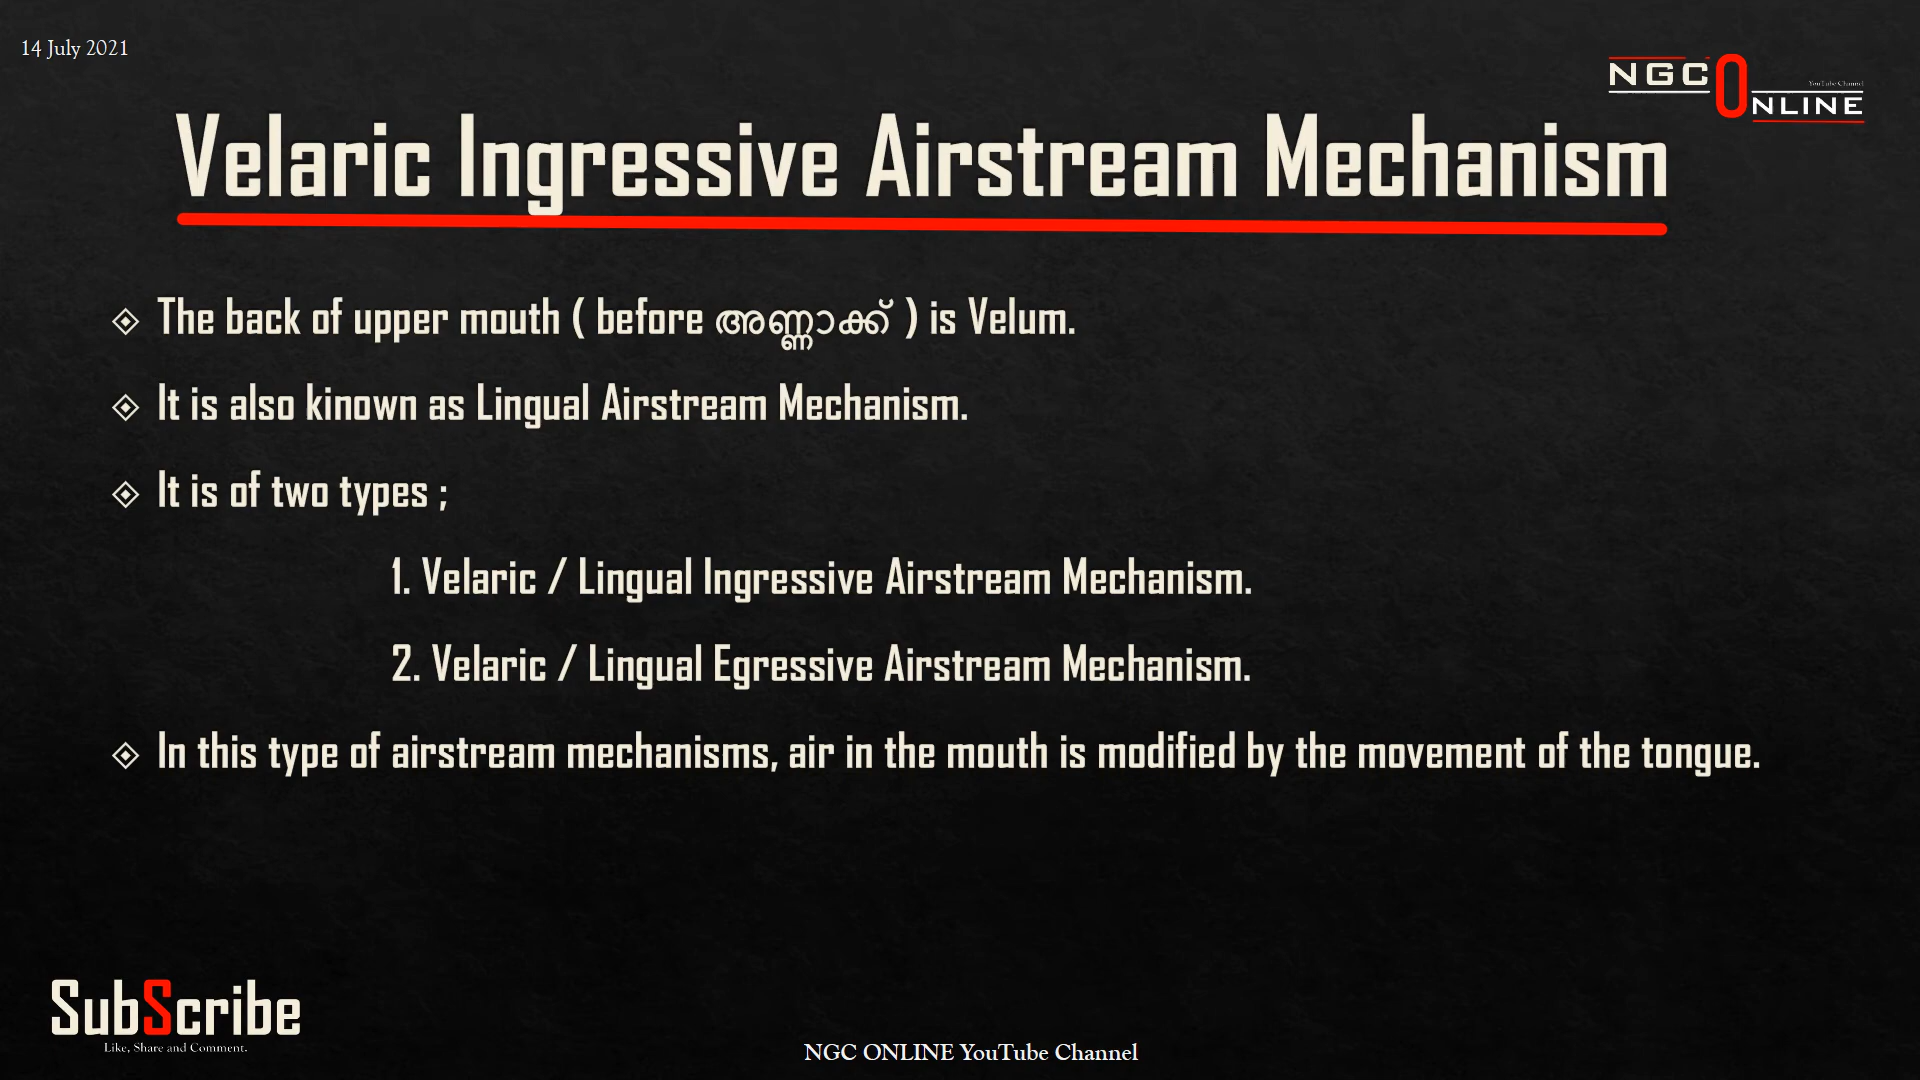 14 July 2021
NGC ONLINE
YouTube Channel
Velaric Ingressive Airstream Mechanism
The back of upper mouth ( before അണ്ണാക്ക് ) is Velum.
It is also kinown as Lingual Airstream Mechanism.
It is of two types ;
1. Velaric / Lingual Ingressive Airstream Mechanism.
2. Velaric / Lingual Egressive Airstream Mechanism.
In this type of airstream mechanisms, air in the mouth is modified by the movement of the tongue.
SubScribe
Like, Share and Comment.
NGC ONLINE YouTube Channel